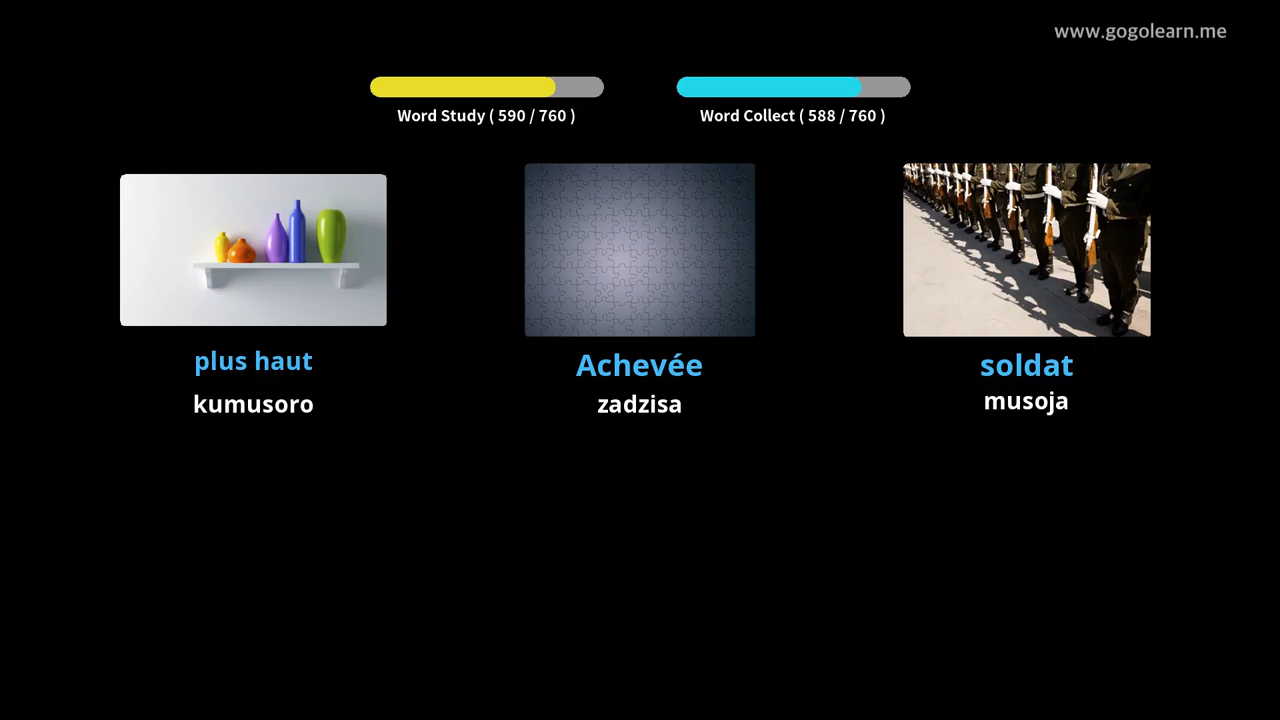 www.gogolearn.me
Word Study ( 590 / 760 )
Word Collect ( 588 / 760 )
plus haut
kumusoro
Achevée
zadzisa
soldat
musoja